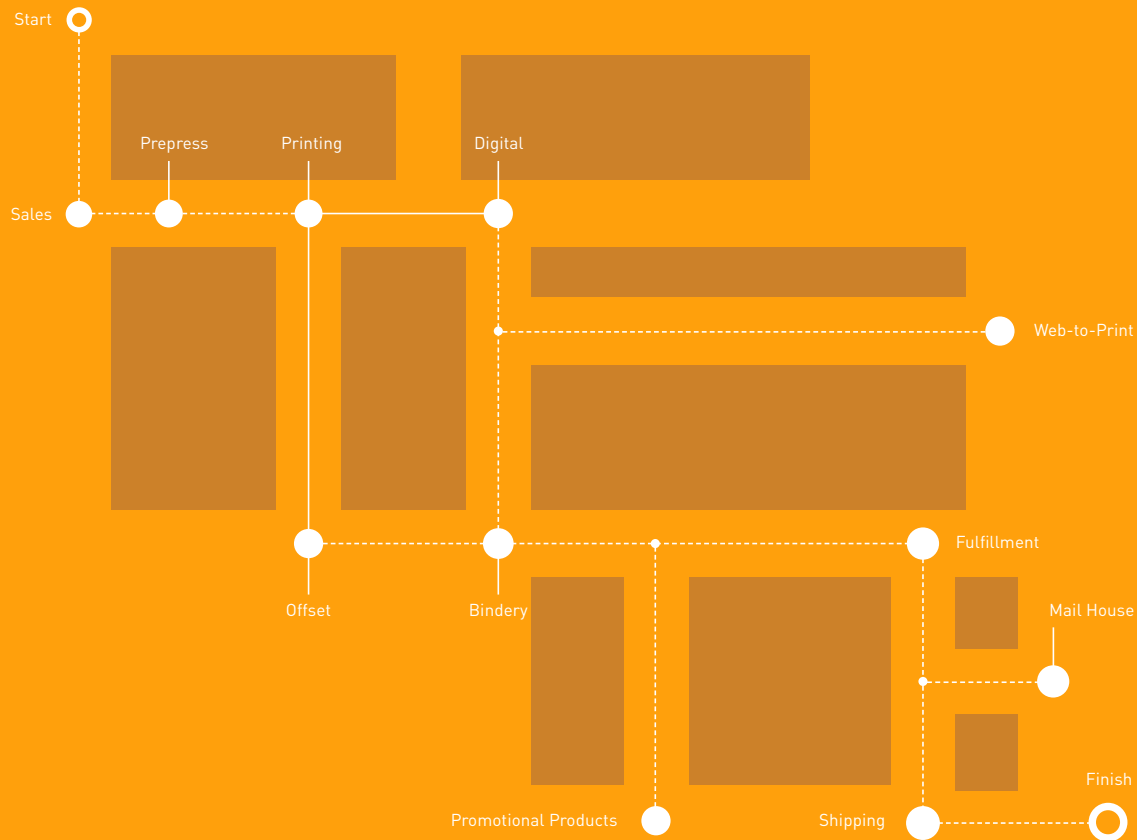 Start
Prepress
Printing
Digital
Sales
Web-to-Print
Fulfillment
Offset
Bindery
Mail House
Finish
Promotional Products
Shipping